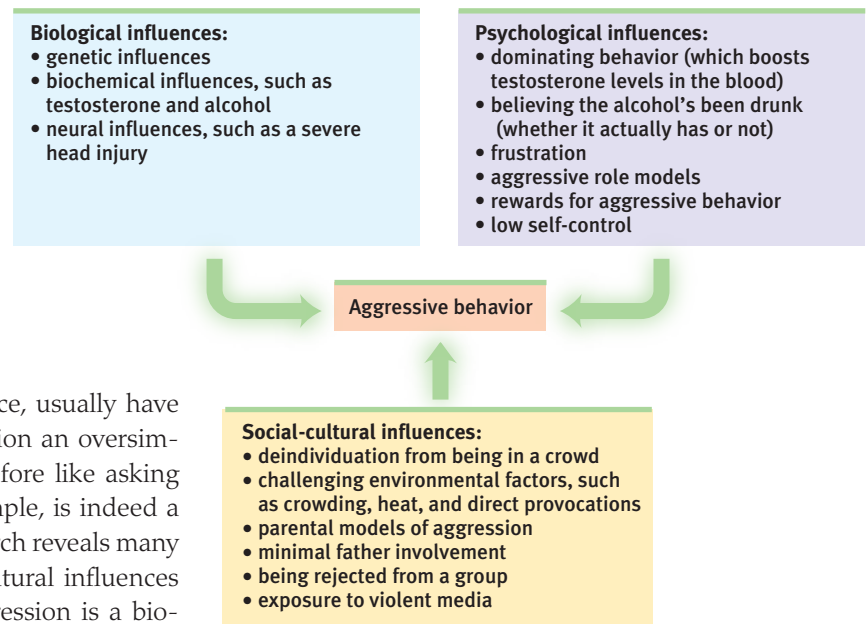 Biological influences:
• genetic influences
• biochemical influences, such as
testosterone and alcohol
• neural influences, such as a severe
head injury
Psychological influences:
• dominating behavior (which boosts
testosterone levels in the blood)
• believing the alcohol’s been drunk
(whether it actually has or not)
• frustration
• aggressive role models
• rewards for aggressive behavior
• low self-control
Aggressive behavior
ce, usually have
ion an oversim-
fore like asking
ple, is indeed a
rch reveals many
tural influences
ression is a bio-
Social-cultural influences:
• deindividuation from being in a crowd
• challenging environmental factors, such
as crowding, heat, and direct provocations
• parental models of aggression
• minimal father involvement
• being rejected from a group
• exposure to violent media